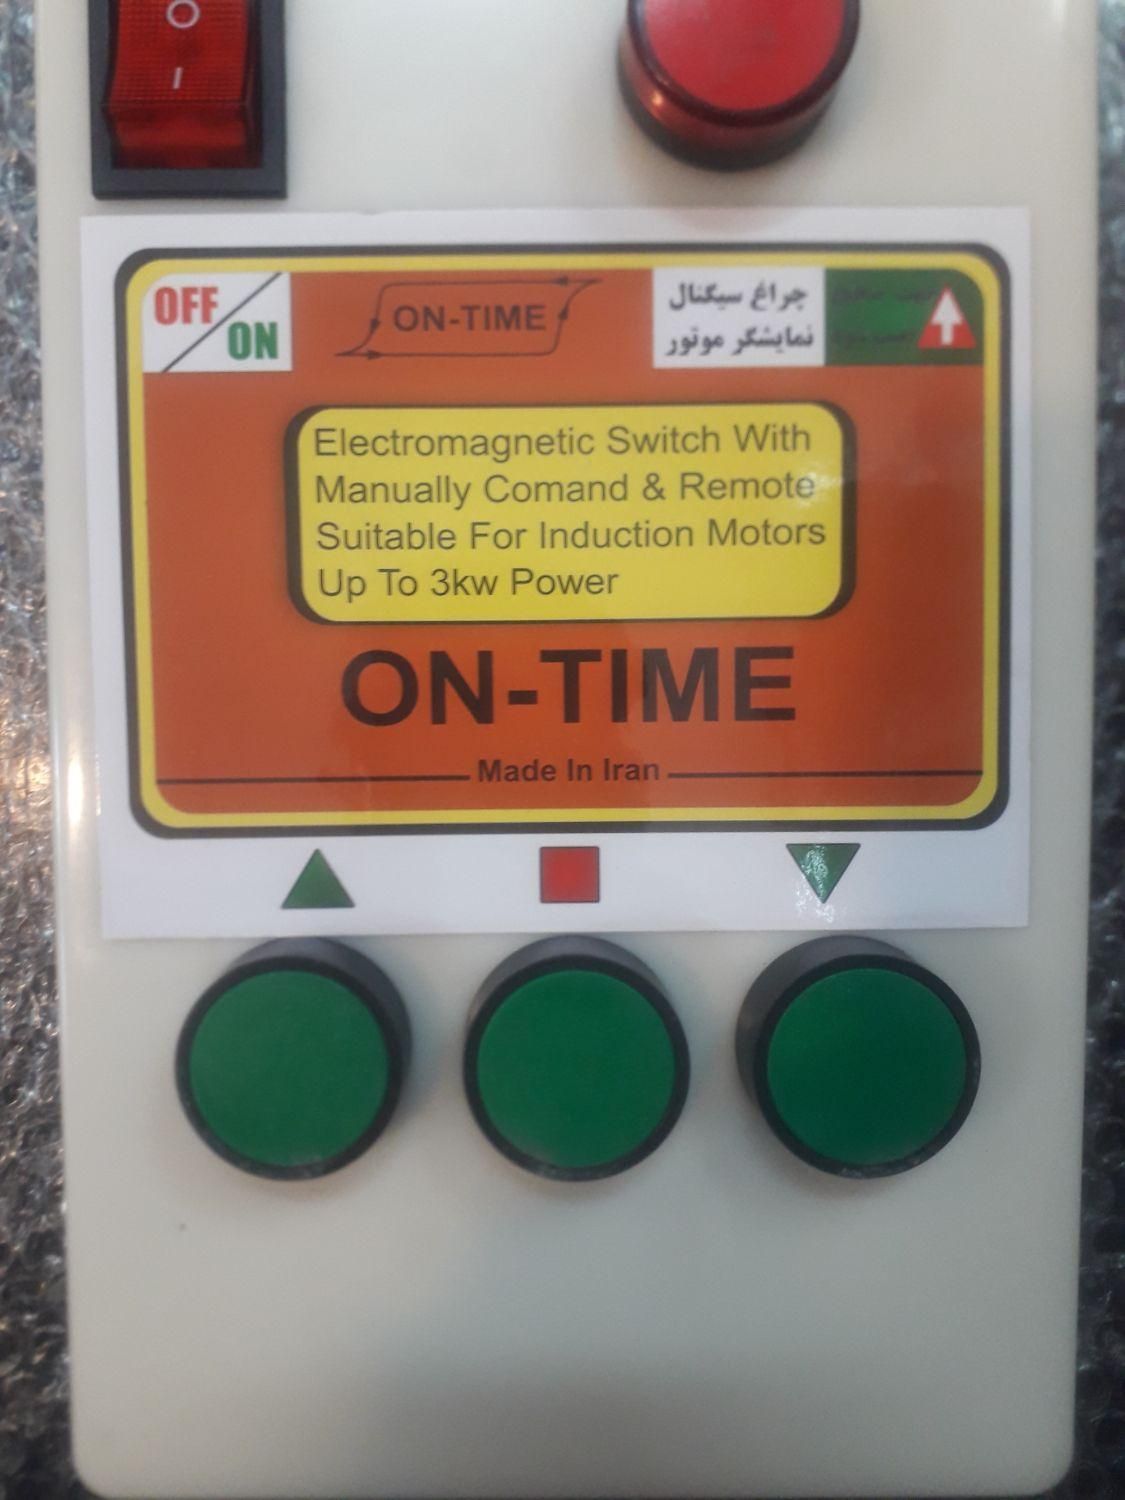 O
I
OFF
ON
ON-TIME
چراغ سیگنال
نمایشگر موتور
Electromagnetic Switch With
Manually Comand & Remote
Suitable For Induction Motors
Up To 3kw Power
ON-TIME
Made In Iran